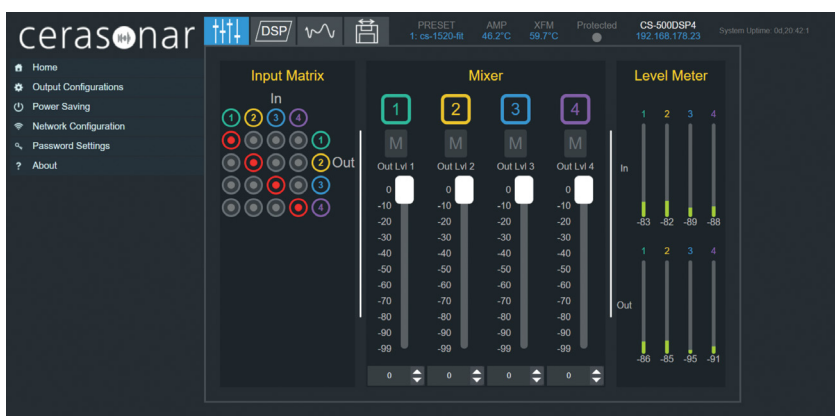 cerasonar
DSP
PRESET AMP XFM Protected CS-500DSP4
1: cs-1520-fit 46.2°C 59.7°C 192.168.178.23 System Uptime: 0d,20:42:1
Home
Output Configurations
Power Saving
Network Configuration
Password Settings
? About
Input Matrix
In
1 2 3 4
1
2 Out
3
4
Mixer
1 2 3 4
M M M M
Out Lvl 1 Out Lvl 2 Out Lvl 3 Out Lvl 4
0 0 0 0
-10 -10 -10 -10
-20 -20 -20 -20
-30 -30 -30 -30
-40 -40 -40 -40
-50 -50 -50 -50
-60 -60 -60 -60
-70 -70 -70 -70
-80 -80 -80 -80
-90 -90 -90 -90
-99 -99 -99 -99
0 0 0 0
Level Meter
1 2 3 4
In
-83 -82 -89 -88
1 2 3 4
Out
-86 -85 -95 -91